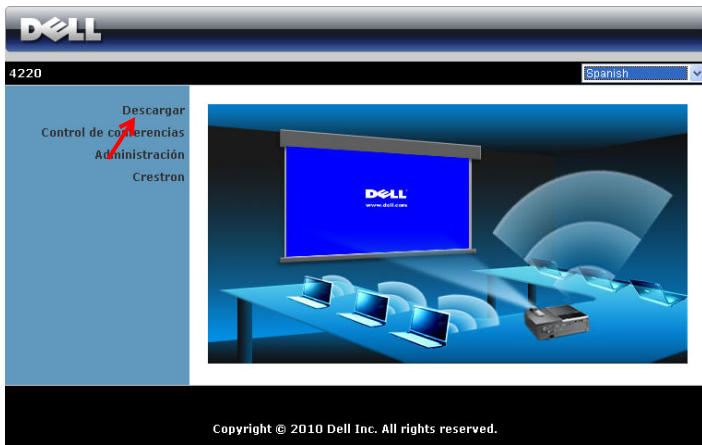 DELL
4220
Spanish
Descargar
Control de conferencias
Administración
Crestron
DELL
www.dell.com
Copyright © 2010 Dell Inc. All rights reserved.